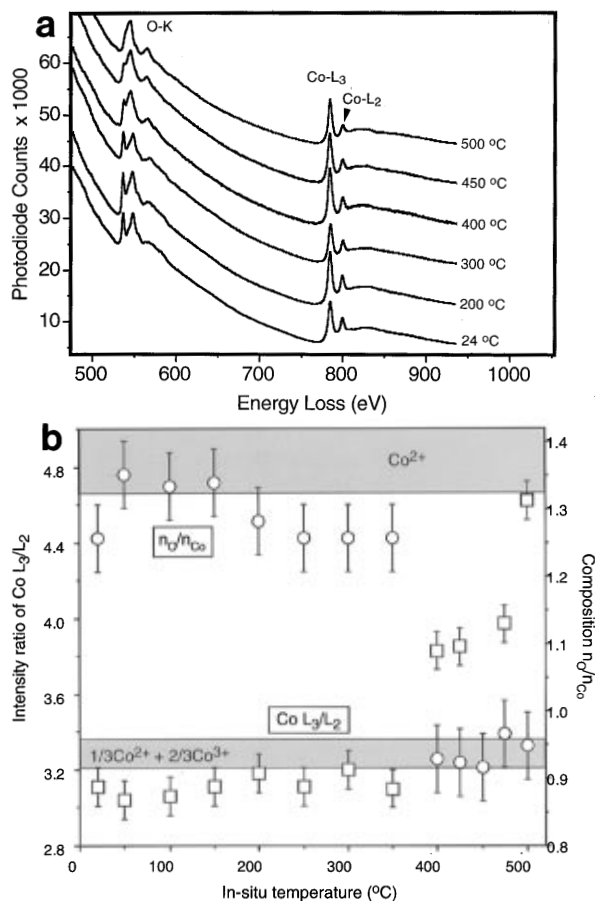 a
O-K
Co-L3
Co-L2
60
50
40
30
20
10
Photodiode Counts x 1000
500 ºC
450 ºC
400 ºC
300 ºC
200 ºC
24 ºC
500 600 700 800 900 1000
Energy Loss (eV)
b
Co2+
nO/nCo
Co L3/L2
1/3Co2+ + 2/3Co3+
4.8
4.4
4.0
3.6
3.2
2.8
Intensity ratio of Co L3/L2
1.4
1.3
1.2
1.1
1.0
0.9
0.8
Composition nO/nCo
0 100 200 300 400 500
In-situ temperature (ºC)